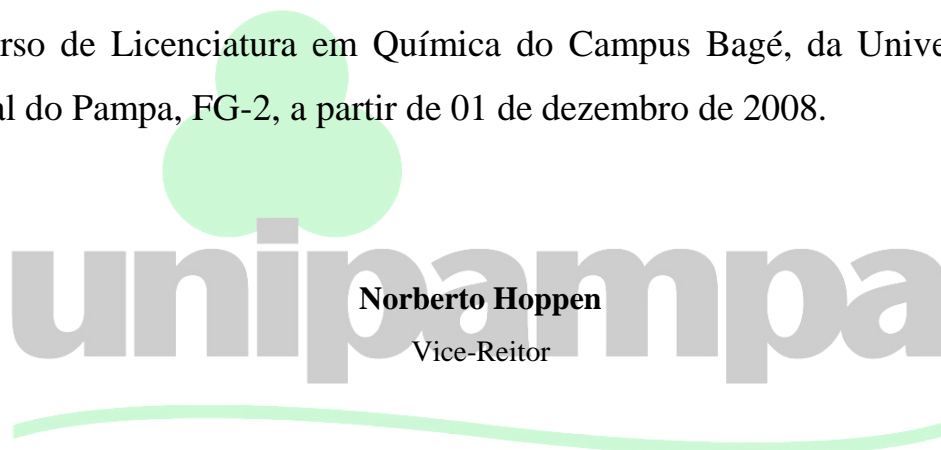 rso de Licenciatura em Química do Campus Bagé, da Unive
al do Pampa, FG-2, a partir de 01 de dezembro de 2008.
unipampa
Norberto Hoppen
Vice-Reitor